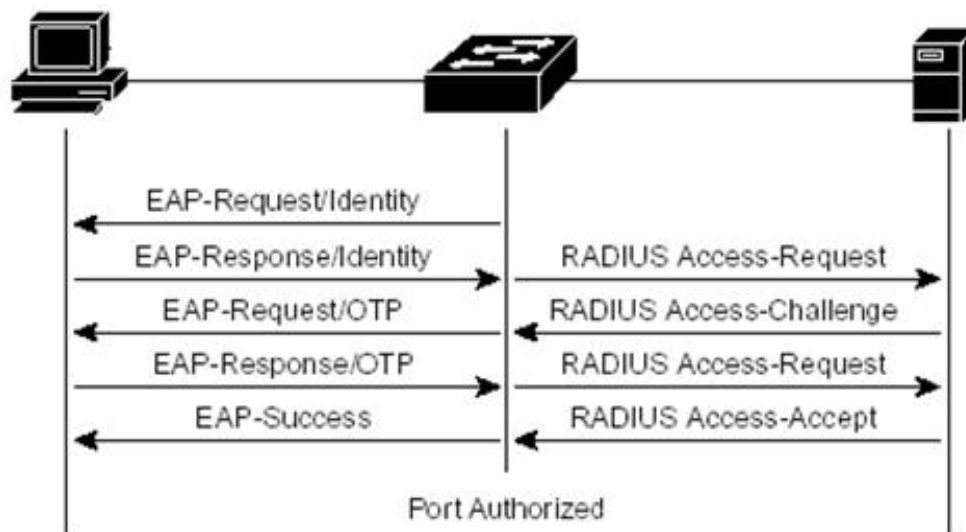 EAP-Request/Identity
EAP-Response/Identity RADIUS Access-Request
EAP-Request/OTP RADIUS Access-Challenge
EAP-Response/OTP RADIUS Access-Request
EAP-Success RADIUS Access-Accept
Port Authorized